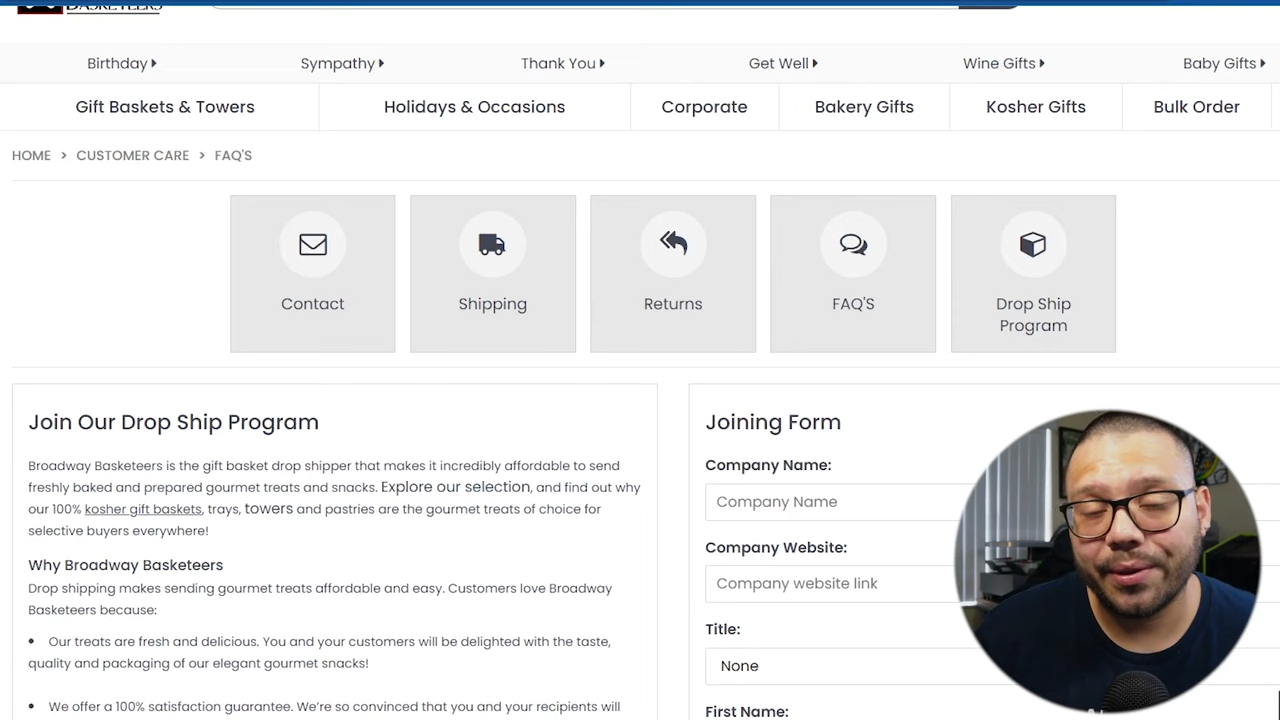 BASKETEERS
Birthday
Sympathy
Thank You
Get Well
Wine Gifts
Baby Gifts
Gift Baskets & Towers
Holidays & Occasions
Corporate
Bakery Gifts
Kosher Gifts
Bulk Order
HOME > CUSTOMER CARE > FAQ'S
Contact
Shipping
Returns
FAQ'S
Drop Ship
Program
Join Our Drop Ship Program
Broadway Basketeers is the gift basket drop shipper that makes it incredibly affordable to send
freshly baked and prepared gourmet treats and snacks. Explore our selection, and find out why
our 100% kosher gift baskets, trays, towers and pastries are the gourmet treats of choice for
selective buyers everywhere!
Why Broadway Basketeers
Drop shipping makes sending gourmet treats affordable and easy. Customers love Broadway
Basketeers because:
• Our treats are fresh and delicious. You and your customers will be delighted with the taste,
quality and packaging of our elegant gourmet snacks!
• We offer a 100% satisfaction guarantee. We're so convinced that you and your recipients will
Joining Form
Company Name:
Company Name
Company Website:
Company website link
Title:
None
First Name: